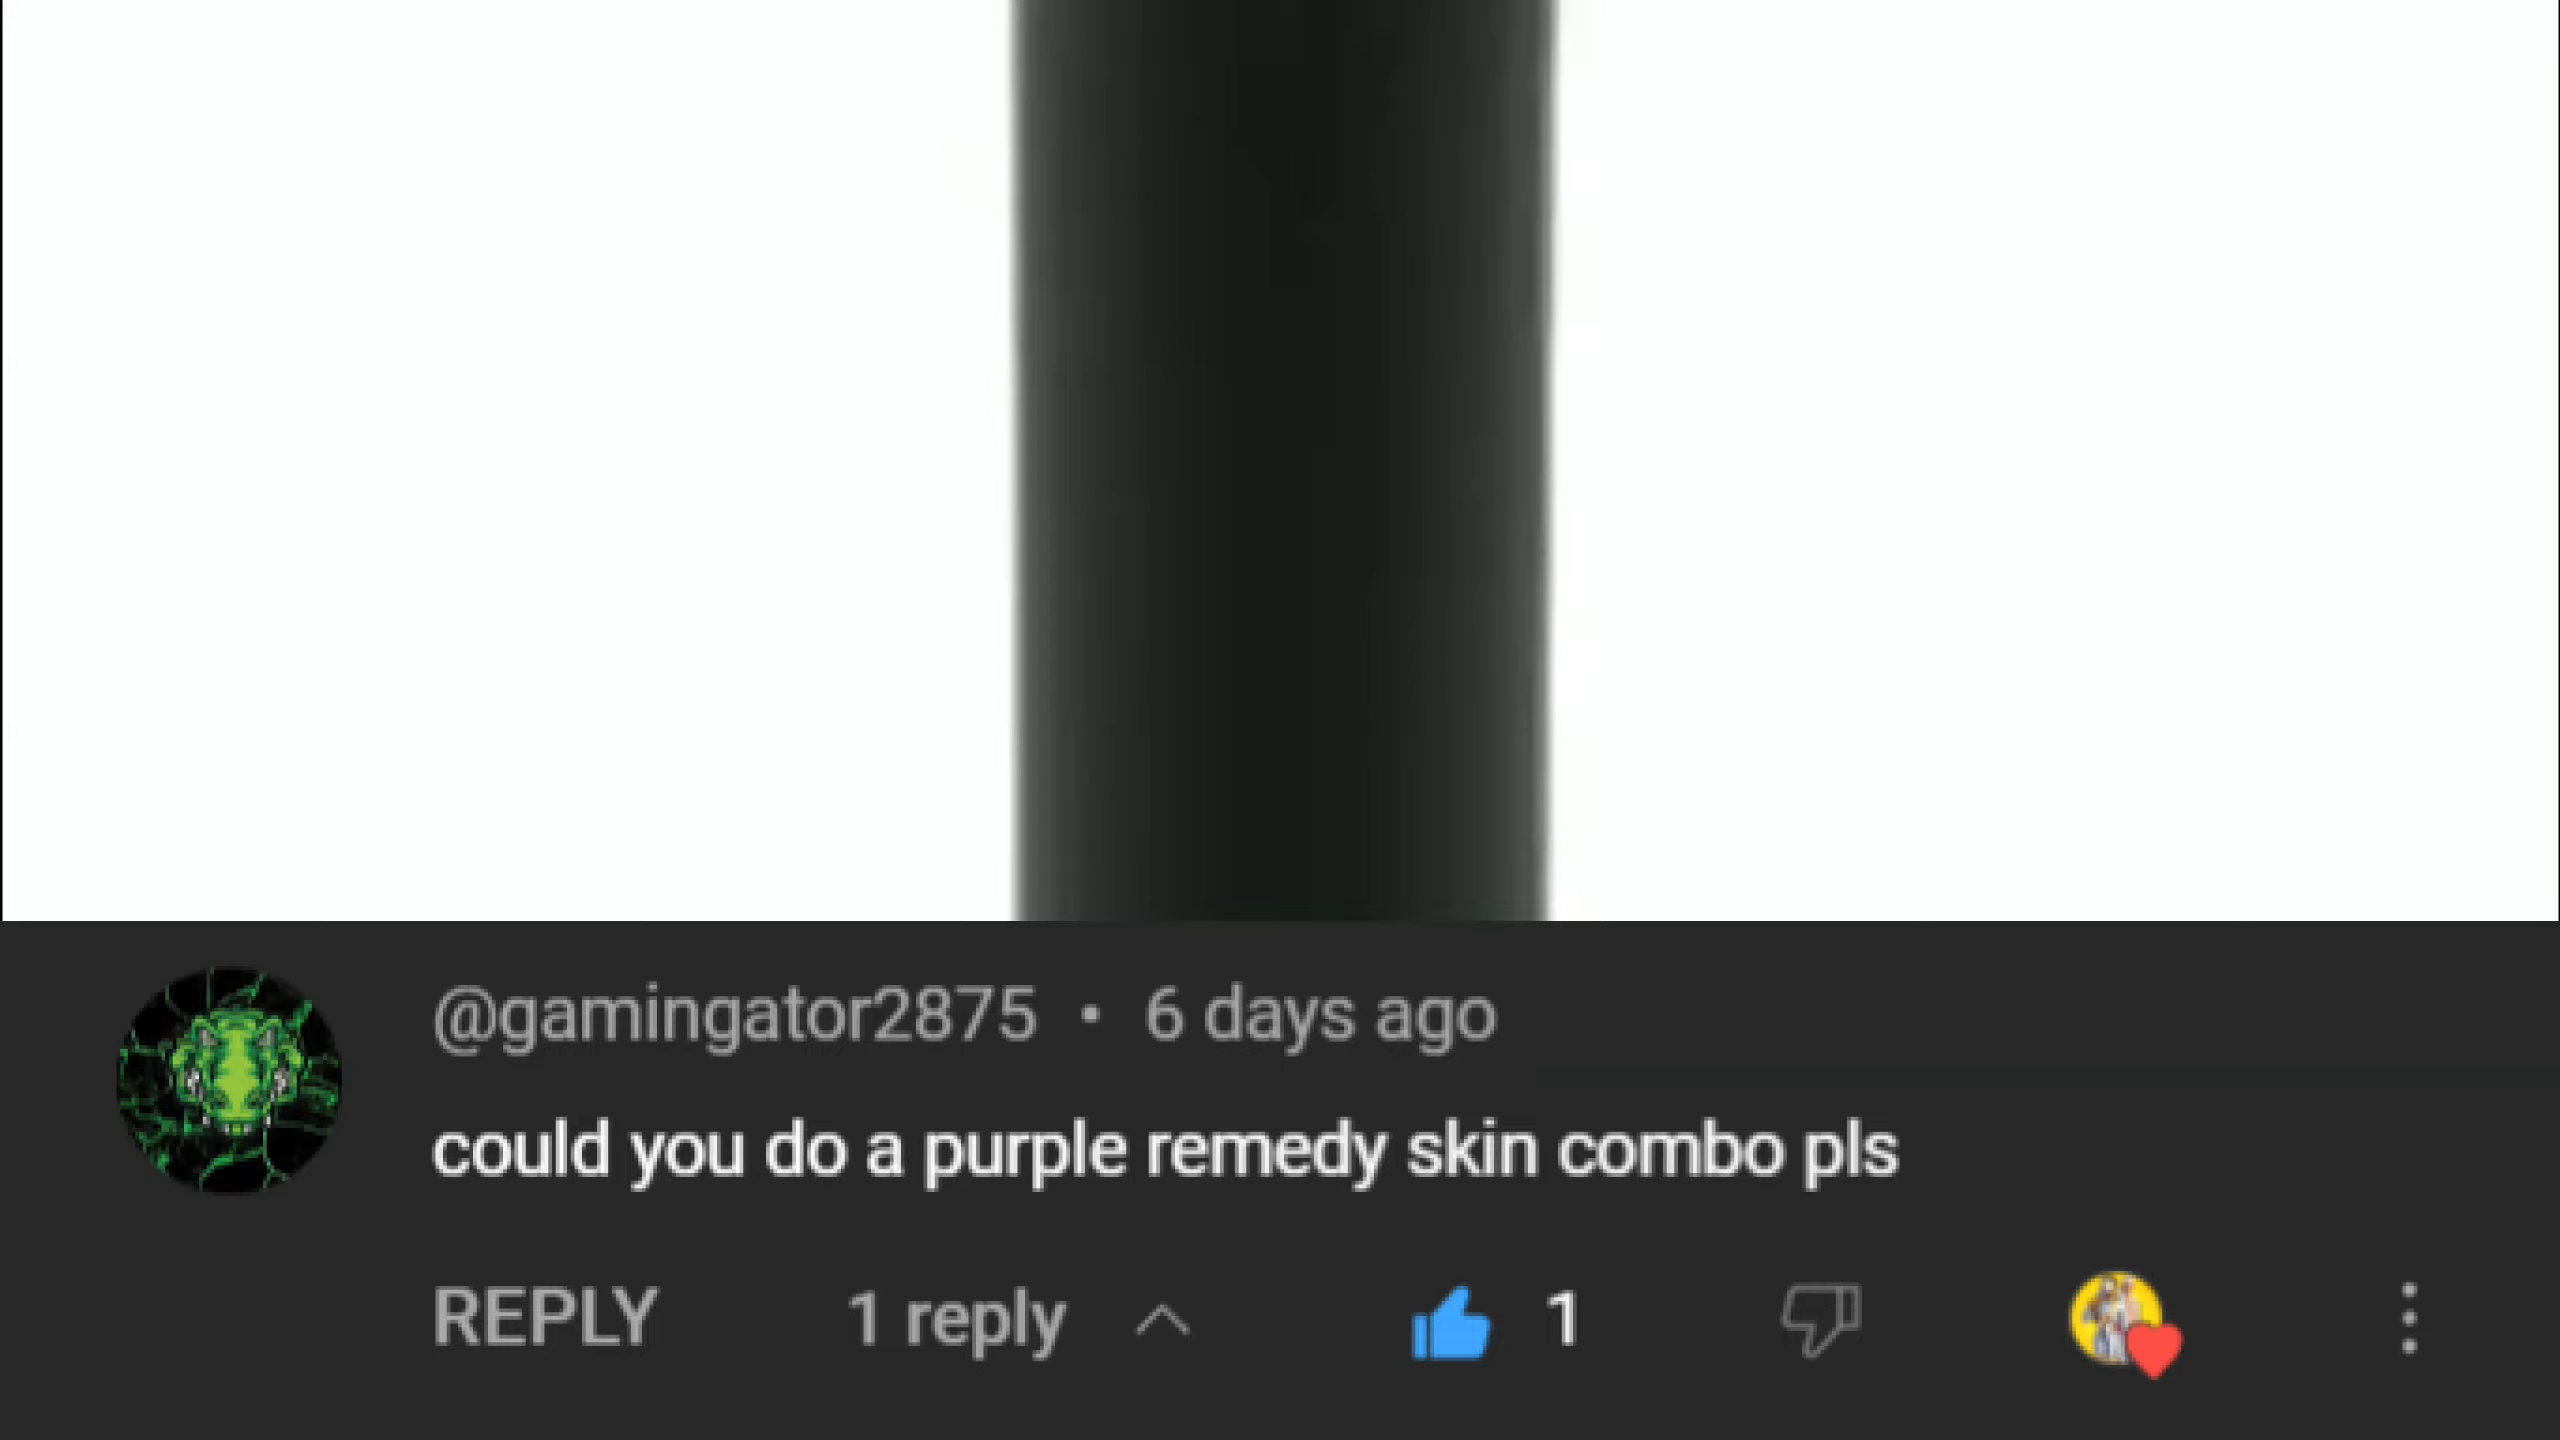 @gamingator2875 • 6 days ago
could you do a purple remedy skin combo pls
REPLY 1 reply 1